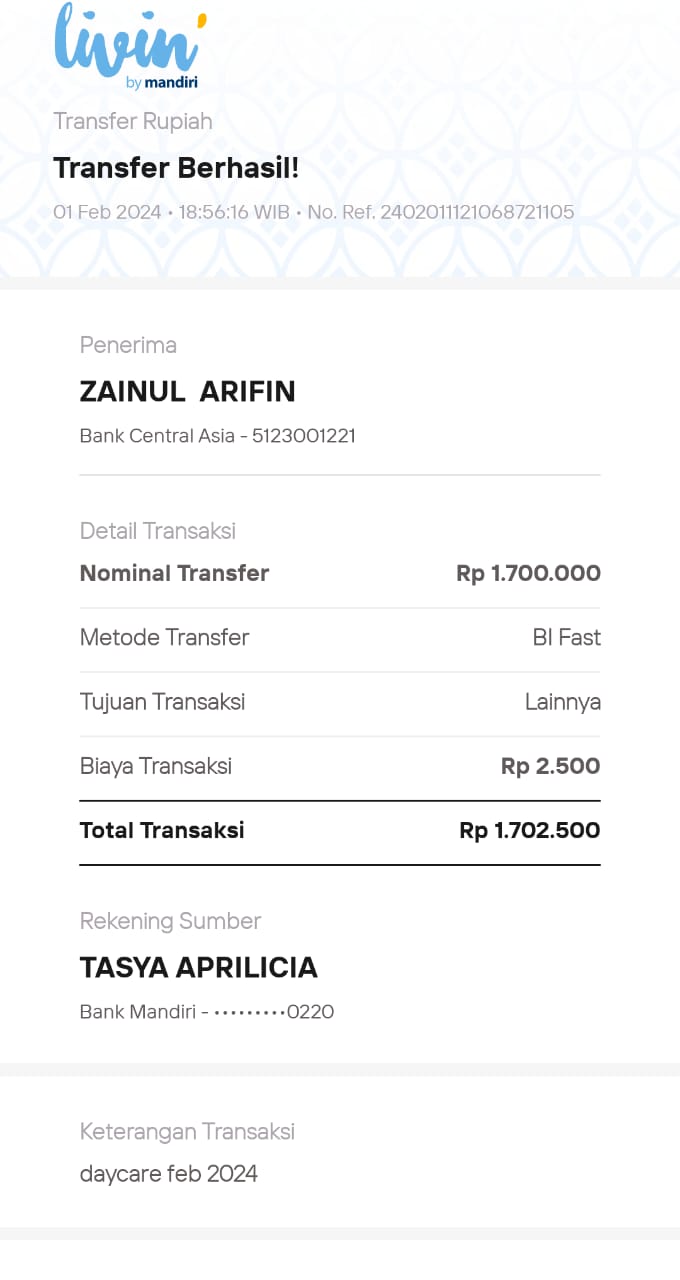 livin'
by mandiri
Transfer Rupiah
Transfer Berhasil!
01 Feb 2024 • 18:56:16 WIB • No. Ref. 2402011121068721105
Penerima
ZAINUL ARIFIN
Bank Central Asia - 5123001221
Detail Transaksi
Nominal Transfer Rp 1.700.000
Metode Transfer BI Fast
Tujuan Transaksi Lainnya
Biaya Transaksi Rp 2.500
Total Transaksi Rp 1.702.500
Rekening Sumber
TASYA APRILICIA
Bank Mandiri - •••••••••0220
Keterangan Transaksi
daycare feb 2024